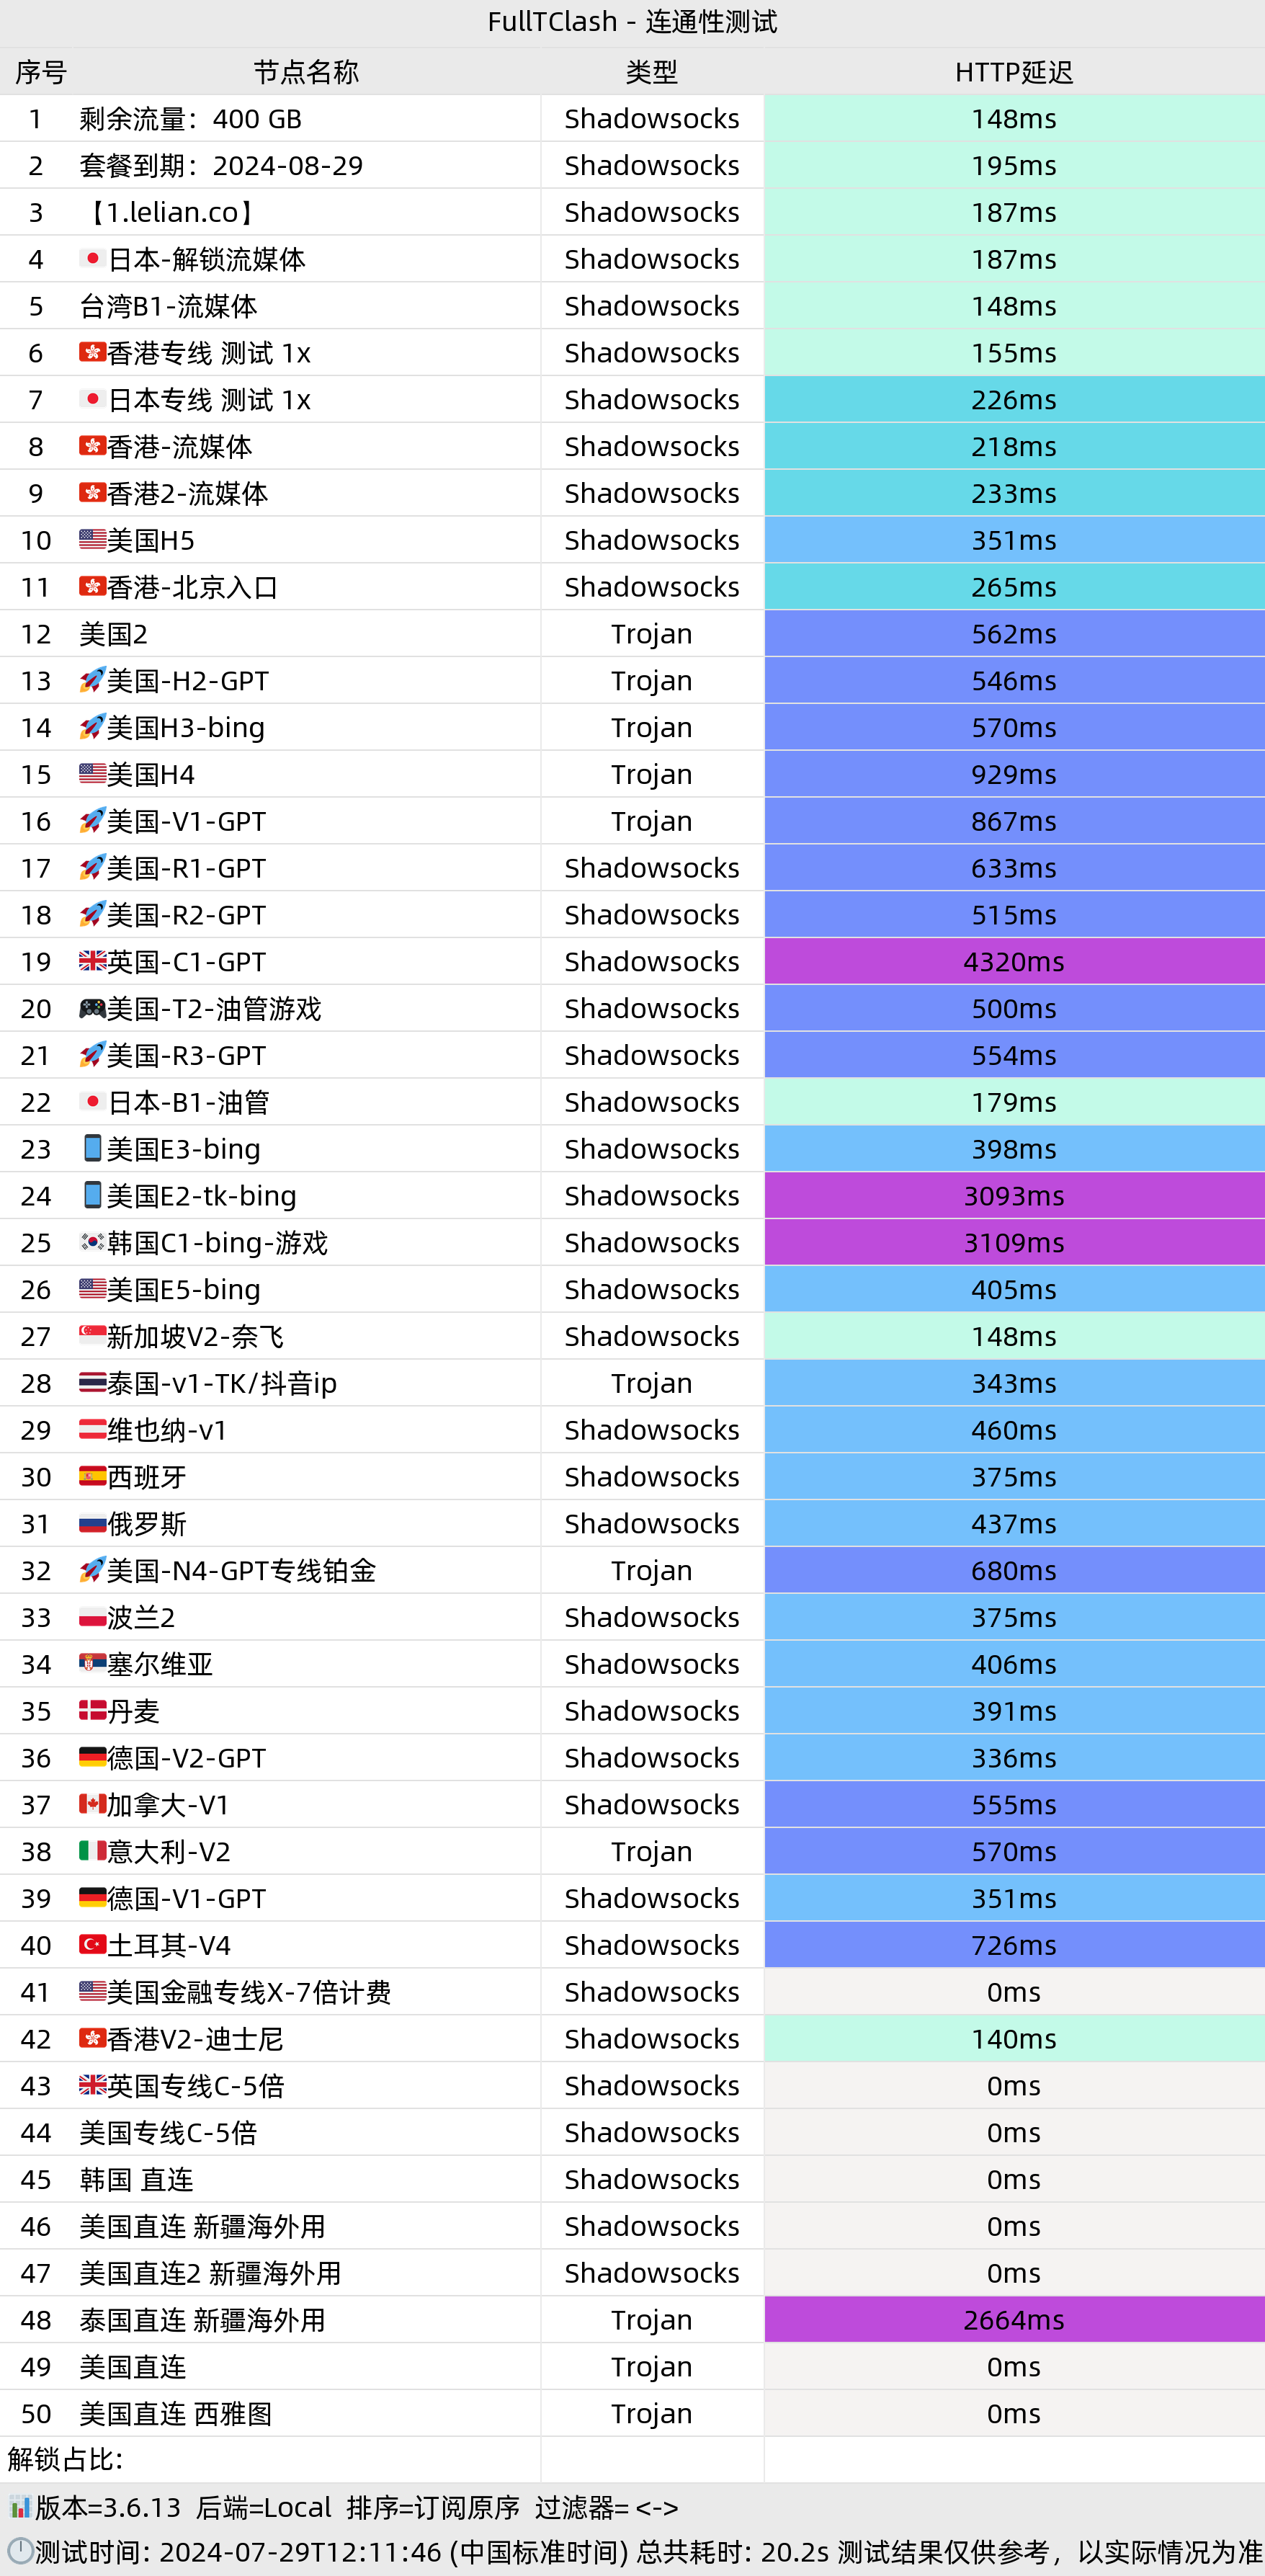 FullTClash - 连通性测试
序号 节点名称 类型 HTTP延迟
1 剩余流量：400 GB Shadowsocks 148ms
2 套餐到期：2024-08-29 Shadowsocks 195ms
3 【1.lelian.co】 Shadowsocks 187ms
4 🇯🇵日本-解锁流媒体 Shadowsocks 187ms
5 台湾B1-流媒体 Shadowsocks 148ms
6 🇭🇰香港专线 测试 1x Shadowsocks 155ms
7 🇯🇵日本专线 测试 1x Shadowsocks 226ms
8 🇭🇰香港-流媒体 Shadowsocks 218ms
9 🇭🇰香港2-流媒体 Shadowsocks 233ms
10 🇺🇸美国H5 Shadowsocks 351ms
11 🇭🇰香港-北京入口 Shadowsocks 265ms
12 美国2 Trojan 562ms
13 🚀美国-H2-GPT Trojan 546ms
14 🚀美国H3-bing Trojan 570ms
15 🇺🇸美国H4 Trojan 929ms
16 🚀美国-V1-GPT Trojan 867ms
17 🚀美国-R1-GPT Shadowsocks 633ms
18 🚀美国-R2-GPT Shadowsocks 515ms
19 🇬🇧英国-C1-GPT Shadowsocks 4320ms
20 🎮美国-T2-油管游戏 Shadowsocks 500ms
21 🚀美国-R3-GPT Shadowsocks 554ms
22 🇯🇵日本-B1-油管 Shadowsocks 179ms
23 📱美国E3-bing Shadowsocks 398ms
24 📱美国E2-tk-bing Shadowsocks 3093ms
25 🇰🇷韩国C1-bing-游戏 Shadowsocks 3109ms
26 🇺🇸美国E5-bing Shadowsocks 405ms
27 🇸🇬新加坡V2-奈飞 Shadowsocks 148ms
28 🇹🇭泰国-v1-TK/抖音ip Trojan 343ms
29 🇦🇹维也纳-v1 Shadowsocks 460ms
30 🇪🇸西班牙 Shadowsocks 375ms
31 🇷🇺俄罗斯 Shadowsocks 437ms
32 🚀美国-N4-GPT专线铂金 Trojan 680ms
33 🇵🇱波兰2 Shadowsocks 375ms
34 🇷🇸塞尔维亚 Shadowsocks 406ms
35 🇩🇰丹麦 Shadowsocks 391ms
36 🇩🇪德国-V2-GPT Shadowsocks 336ms
37 🇨🇦加拿大-V1 Shadowsocks 555ms
38 🇮🇹意大利-V2 Trojan 570ms
39 🇩🇪德国-V1-GPT Shadowsocks 351ms
40 🇹🇷土耳其-V4 Shadowsocks 726ms
41 🇺🇸美国金融专线X-7倍计费 Shadowsocks 0ms
42 🇭🇰香港V2-迪士尼 Shadowsocks 140ms
43 🇬🇧英国专线C-5倍 Shadowsocks 0ms
44 美国专线C-5倍 Shadowsocks 0ms
45 韩国 直连 Shadowsocks 0ms
46 美国直连 新疆海外用 Shadowsocks 0ms
47 美国直连2 新疆海外用 Shadowsocks 0ms
48 泰国直连 新疆海外用 Trojan 2664ms
49 美国直连 Trojan 0ms
50 美国直连 西雅图 Trojan 0ms
解锁占比:
📊版本=3.6.13 后端=Local 排序=订阅原序 过滤器= <->
🕛测试时间: 2024-07-29T12:11:46 (中国标准时间) 总共耗时: 20.2s 测试结果仅供参考，以实际情况为准